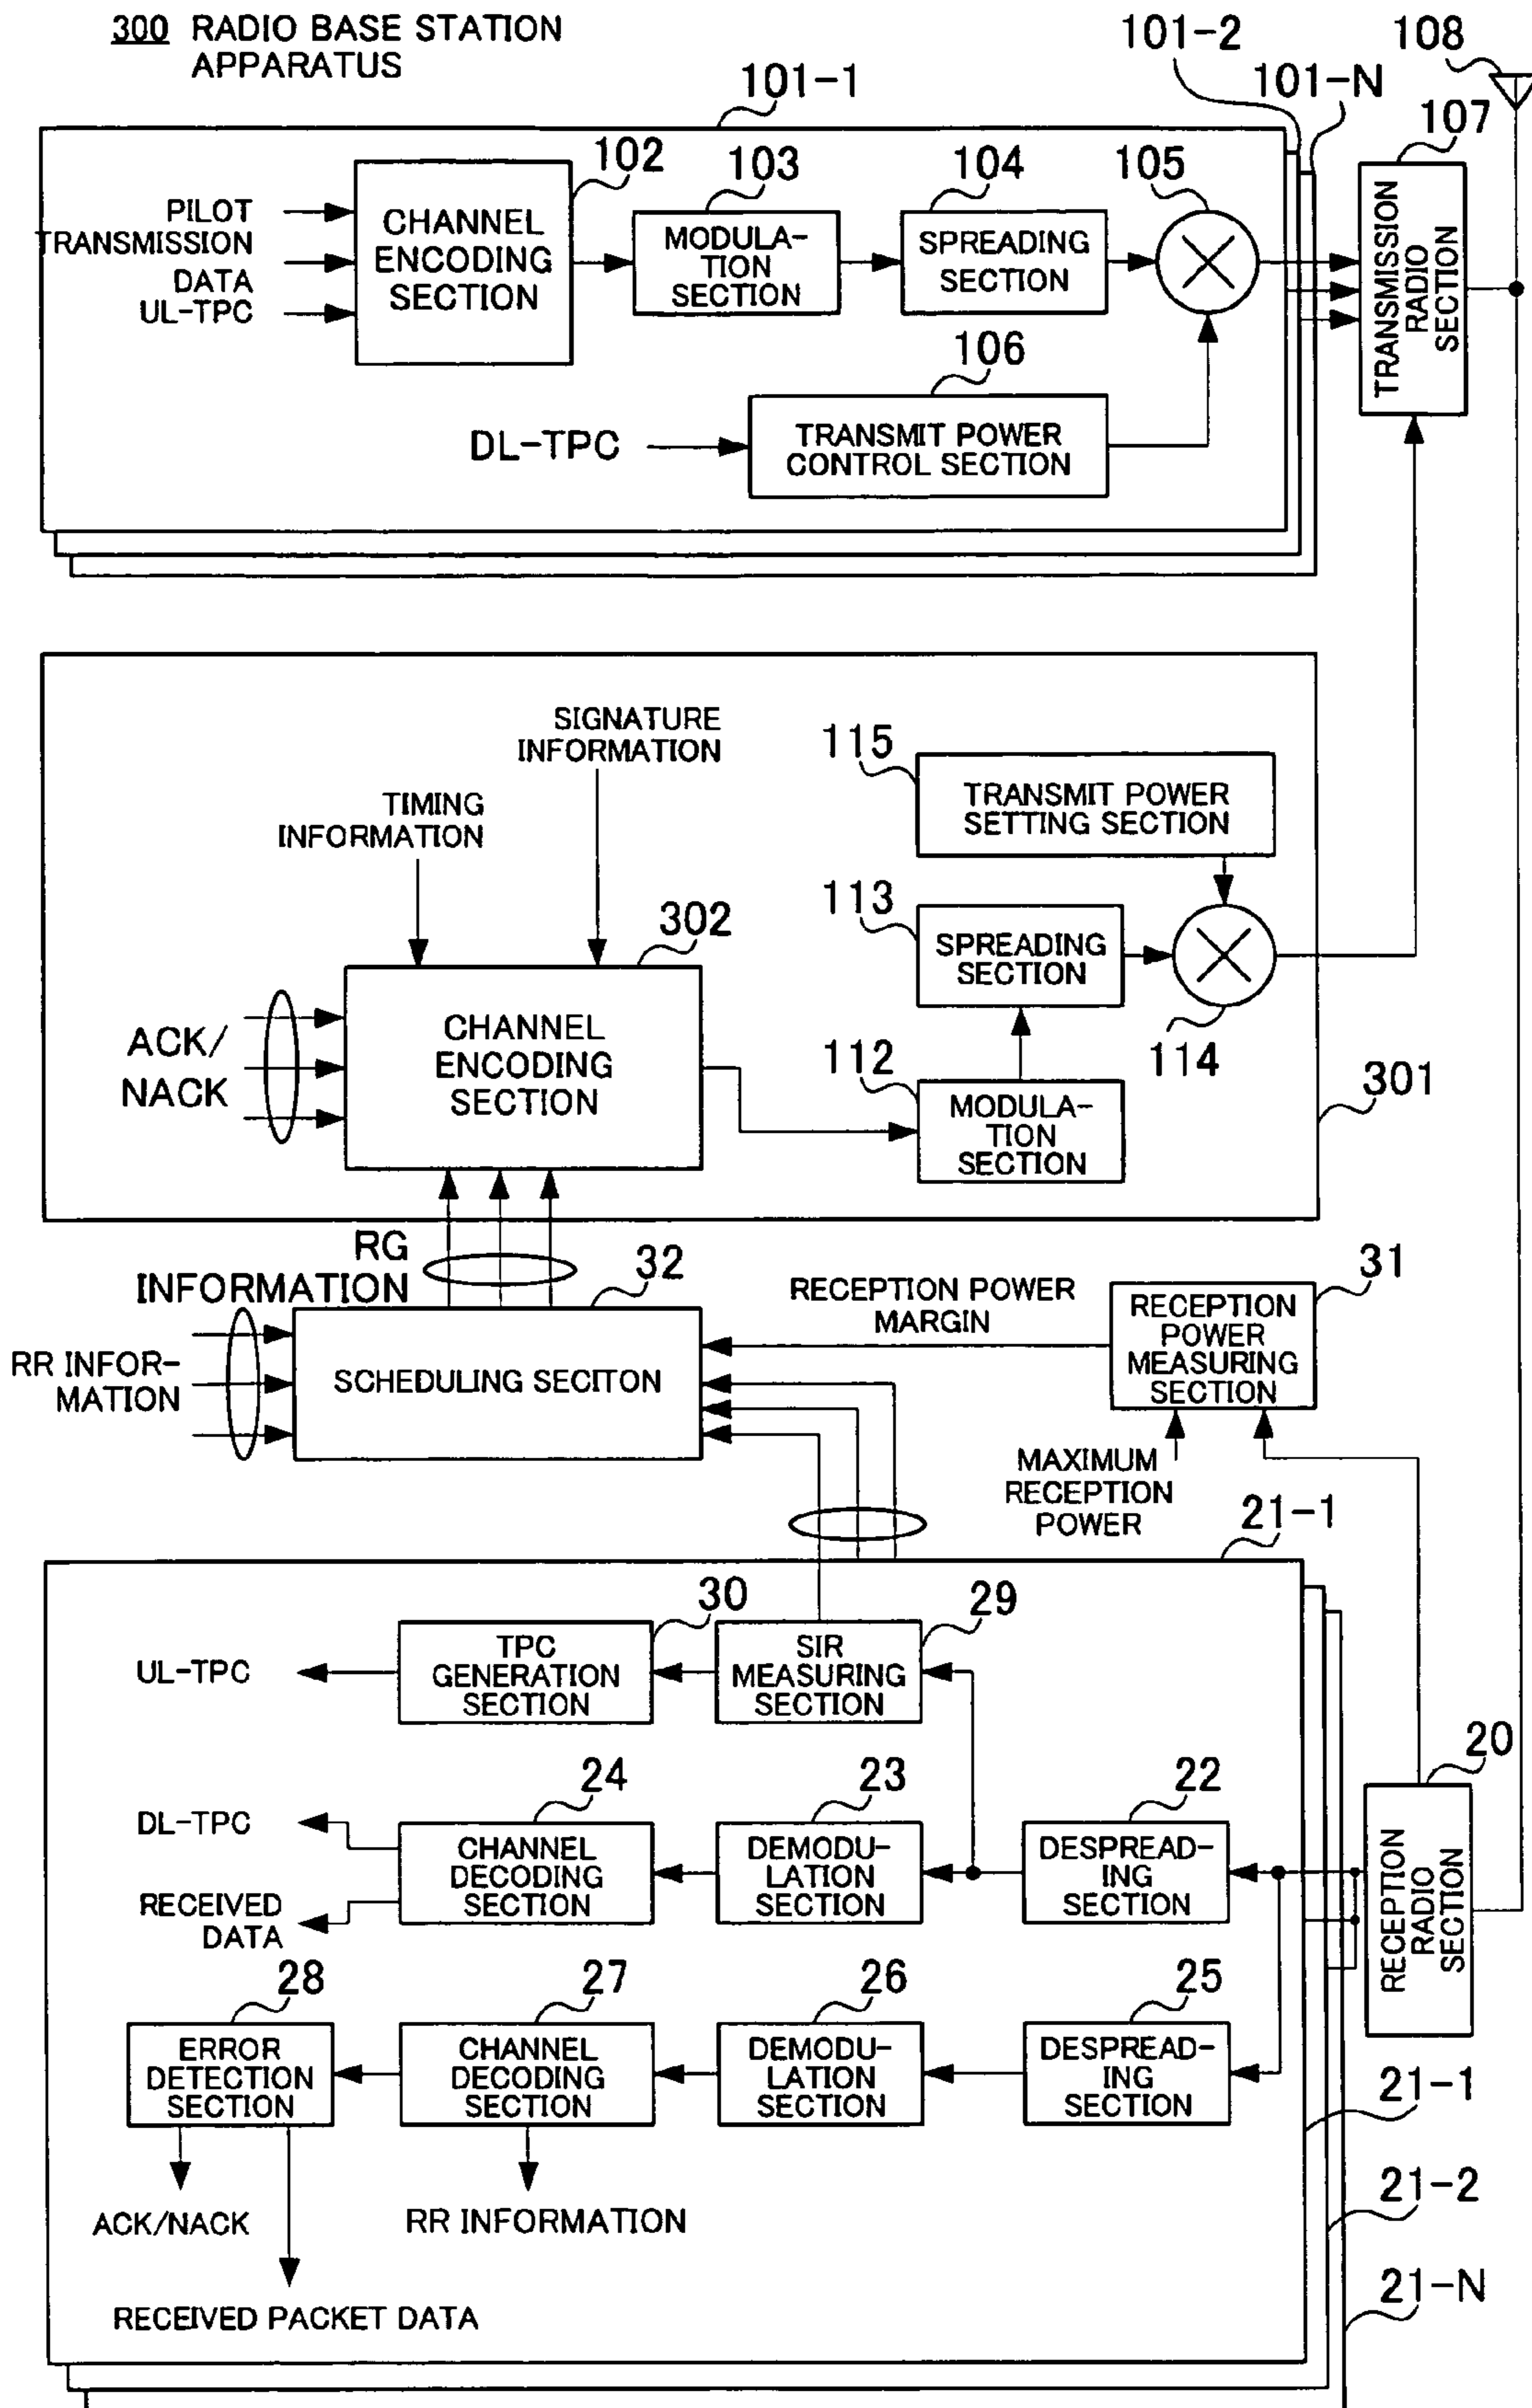 300 RADIO BASE STATION
APPARATUS
101-1
101-2
101-N
108
107
102
103
104
105
PILOT
TRANSMISSION
DATA
UL-TPC
CHANNEL
ENCODING
SECTION
MODULA-
TION
SECTION
SPREADING
SECTION
TRANSMISSION
RADIO
SECTION
106
DL-TPC
TRANSMIT POWER
CONTROL SECTION
SIGNATURE
INFORMATION
TIMING
INFORMATION
115
TRANSMIT POWER
SETTING SECTION
302
113
SPREADING
SECTION
ACK/
NACK
CHANNEL
ENCODING
SECTION
114
112
MODULA-
TION
SECTION
301
RG
INFORMATION
32
RECEPTION POWER
MARGIN
31
RECEPTION
POWER
MEASURING
SECTION
RR INFOR-
MATION
SCHEDULING SECITON
MAXIMUM
RECEPTION
POWER
21-1
30
29
UL-TPC
TPC
GENERATION
SECTION
SIR
MEASURING
SECTION
20
24
23
22
DL-TPC
RECEIVED
DATA
CHANNEL
DECODING
SECTION
DEMODU-
LATION
SECTION
DESPREAD-
ING
SECTION
RECEPTION
RADIO
SECTION
28
27
26
25
ERROR
DETECTION
SECTION
CHANNEL
DECODING
SECTION
DEMODU-
LATION
SECTION
DESPREAD-
ING
SECTION
21-1
ACK/NACK
RR INFORMATION
21-2
RECEIVED PACKET DATA
21-N